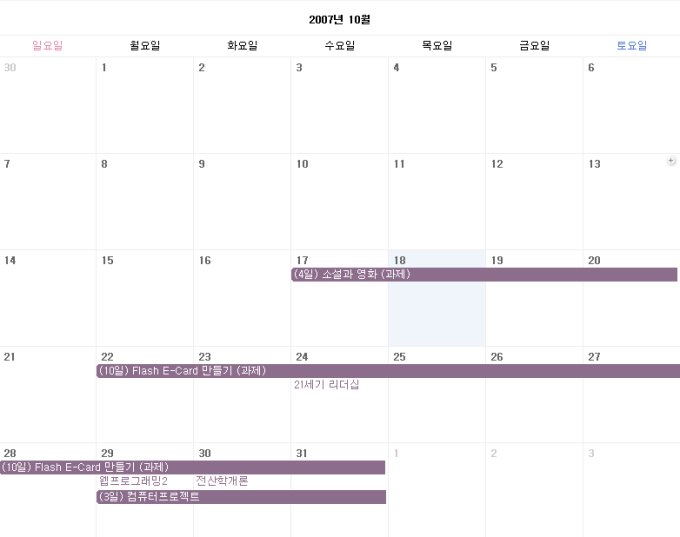 2007년 10월
일요일 월요일 화요일 수요일 목요일 금요일 토요일
30 1 2 3 4 5 6
7 8 9 10 11 12 13
14 15 16 17 18 19 20
(4일) 소설과 영화 (과제)
21 22 23 24 25 26 27
(10일) Flash E-Card 만들기 (과제)
21세기 리더십
28 29 30 31 1 2 3
(10일) Flash E-Card 만들기 (과제)
웹프로그래밍2 전산학개론
(3일) 컴퓨터프로젝트